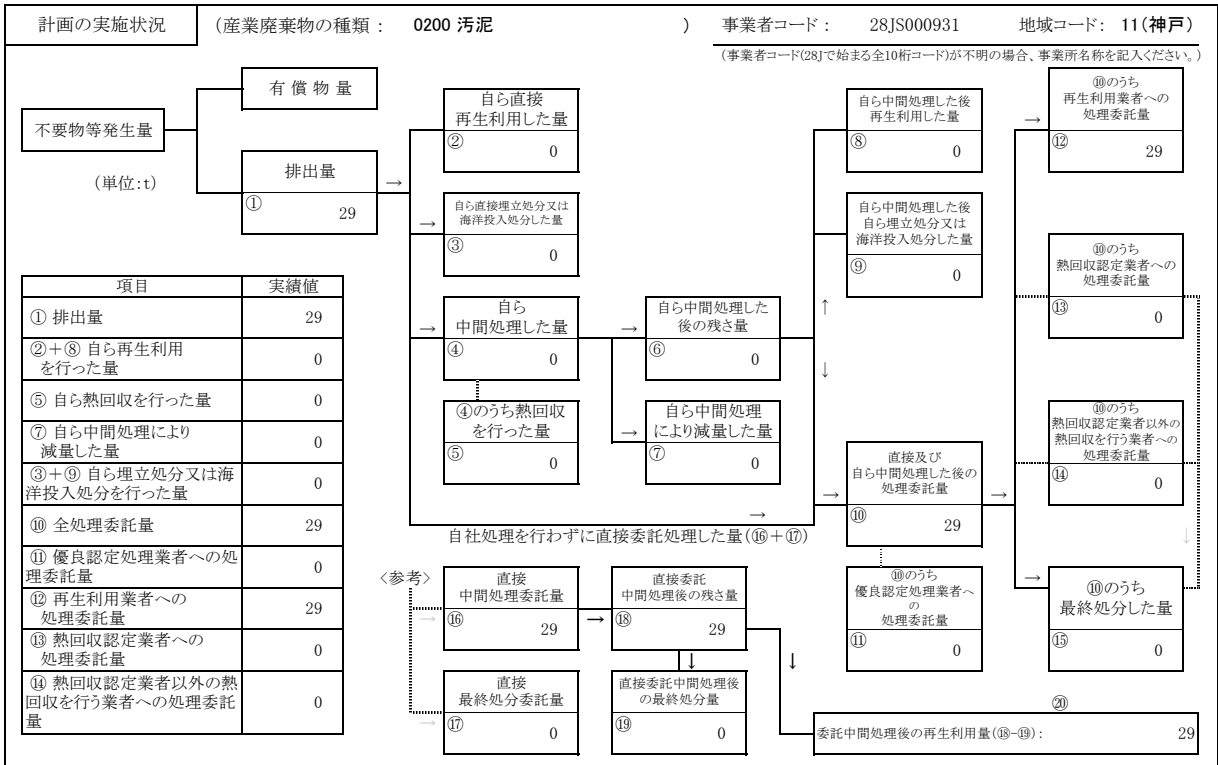 計画の実施状況 (産業廃棄物の種類： 0200 汚泥 ) 事業者コード： 28JS000931 地域コード： 11(神戸)
(事業者コード(28Jで始まる全10桁コード)が不明の場合、事業所名称を記入ください。)
不要物等発生量
(単位:t)
有償物量
排出量
→
① 29
自ら直接
再生利用した量
② 0
→
自ら直接埋立処分又は
海洋投入処分した量
③ 0
→
自ら
中間処理した量
④ 0
④のうち熱回収
を行った量
⑤ 0
→
自ら中間処理した
後の残さ量
⑥ 0
→
自ら中間処理
により減量した量
⑦ 0
自ら中間処理した後
再生利用した量
⑧ 0
自ら中間処理した後
自ら埋立処分又は
海洋投入処分した量
⑨ 0
↑
↓
→
直接及び
自ら中間処理した後の
処理委託量
⑩ 29
→
⑩のうち
優良認定処理業者へ
の
処理委託量
⑪ 0
→
⑩のうち
再生利用業者への
処理委託量
⑫ 29
⑩のうち
熱回収認定業者への
処理委託量
⑬ 0
⑩のうち
熱回収認定業者以外の
熱回収を行う業者への
処理委託量
⑭ 0
↓
→
⑩のうち
最終処分した量
⑮ 0
項目 実績値
① 排出量 29
②＋⑧ 自ら再生利用
を行った量 0
⑤ 自ら熱回収を行った量 0
⑦ 自ら中間処理により
減量した量 0
③＋⑨ 自ら埋立処分又は海
洋投入処分を行った量 0
⑩ 全処理委託量 29
⑪ 優良認定処理業者への処
理委託量 0
⑫ 再生利用業者への
処理委託量 29
⑬ 熱回収認定業者への
処理委託量 0
⑭ 熱回収認定業者以外の熱
回収を行う業者への処理委託
量 0
→
自社処理を行わずに直接委託処理した量(⑯＋⑰)
〈参考〉
→
直接
中間処理委託量
⑯ 29
→
直接委託
中間処理後の残さ量
⑱ 29
→
直接
最終処分委託量
⑰ 0
↓
直接委託中間処理後
の最終処分量
⑲ 0
↓
⑳
委託中間処理後の再生利用量(⑱-⑲)： 29